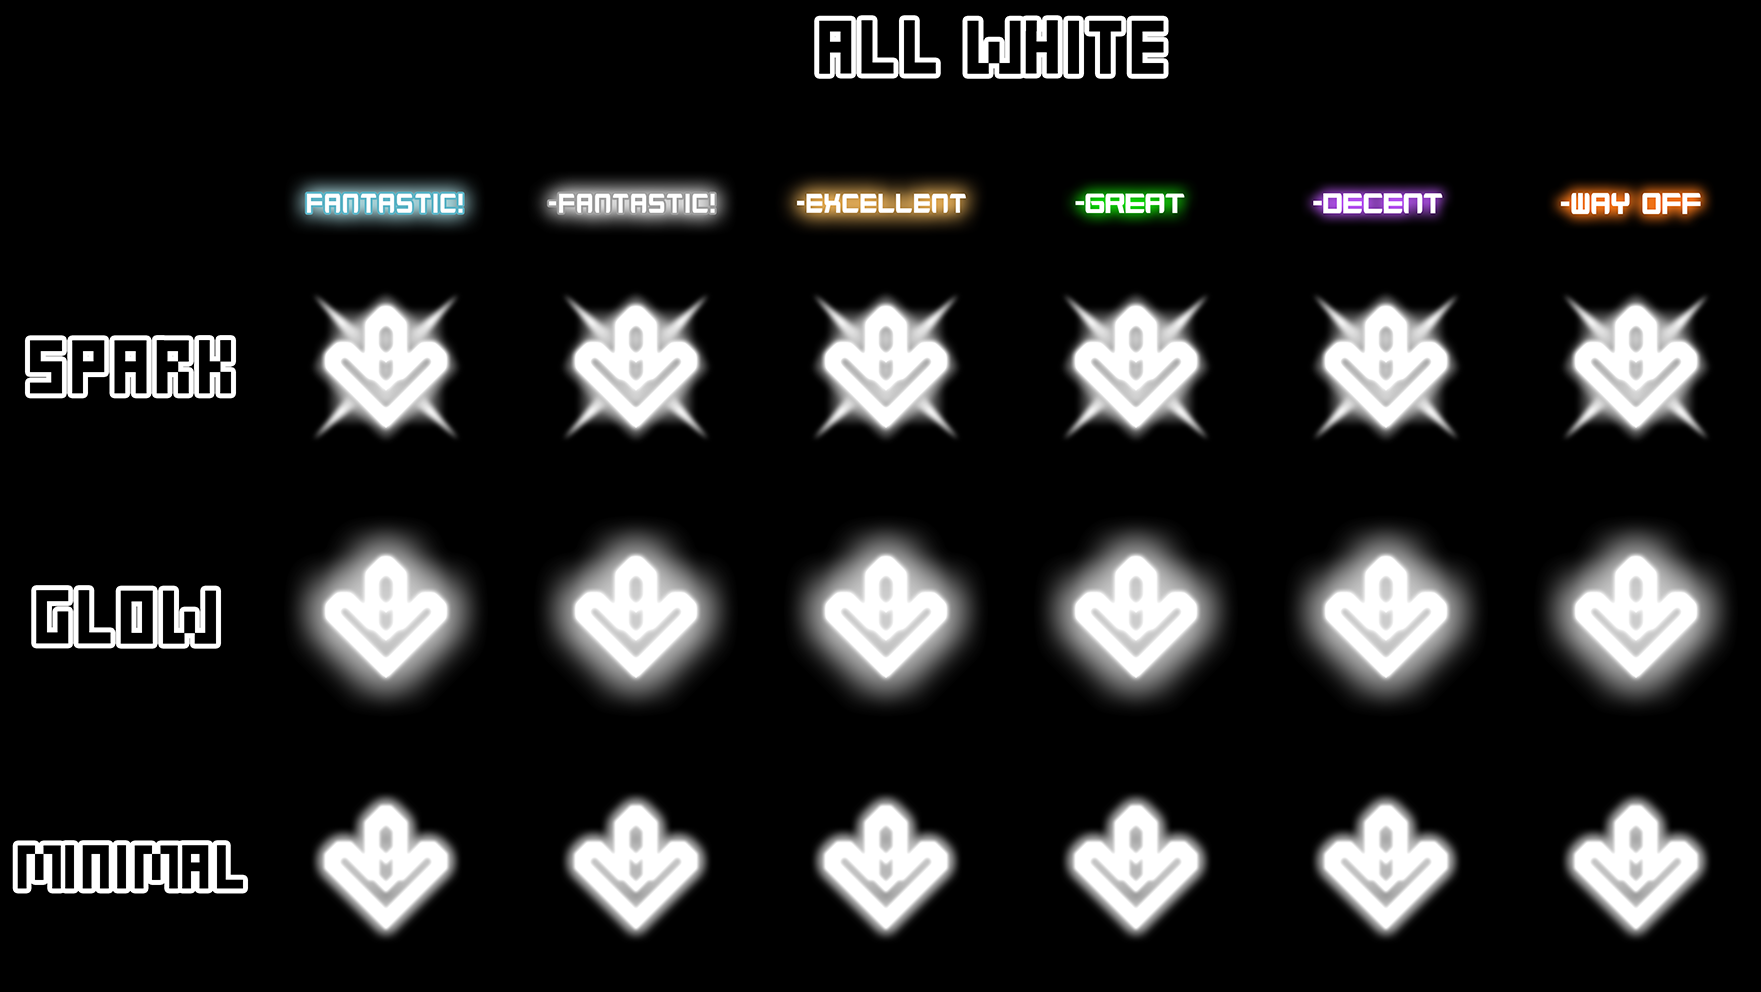 ALL WHITE
FANTASTIC! -FANTASTIC! -EXCELLENT -GREAT -DECENT -WAY OFF
SPARK
GLOW
MINIMAL